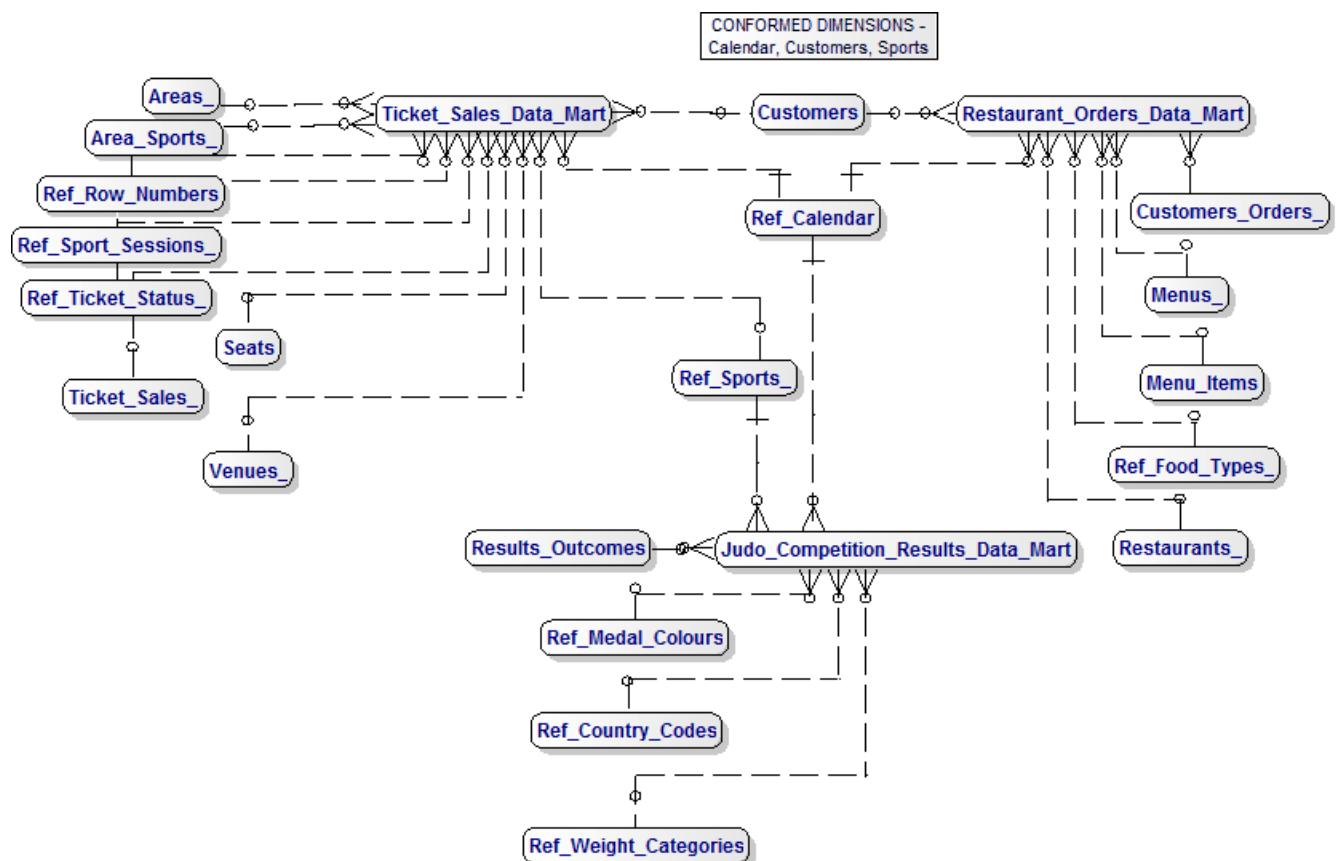 CONFORMED DIMENSIONS -
Calendar, Customers, Sports
Areas_
Ticket_Sales_Data_Mart
Customers
Restaurant_Orders_Data_Mart
Area_Sports_
Ref_Row_Numbers
Ref_Calendar
Customers_Orders_
Ref_Sport_Sessions_
Ref_Ticket_Status_
Menus_
Seats
Ref_Sports_
Menu_Items
Ticket_Sales_
Venues_
Ref_Food_Types_
Results_Outcomes
Judo_Competition_Results_Data_Mart
Restaurants_
Ref_Medal_Colours
Ref_Country_Codes
Ref_Weight_Categories